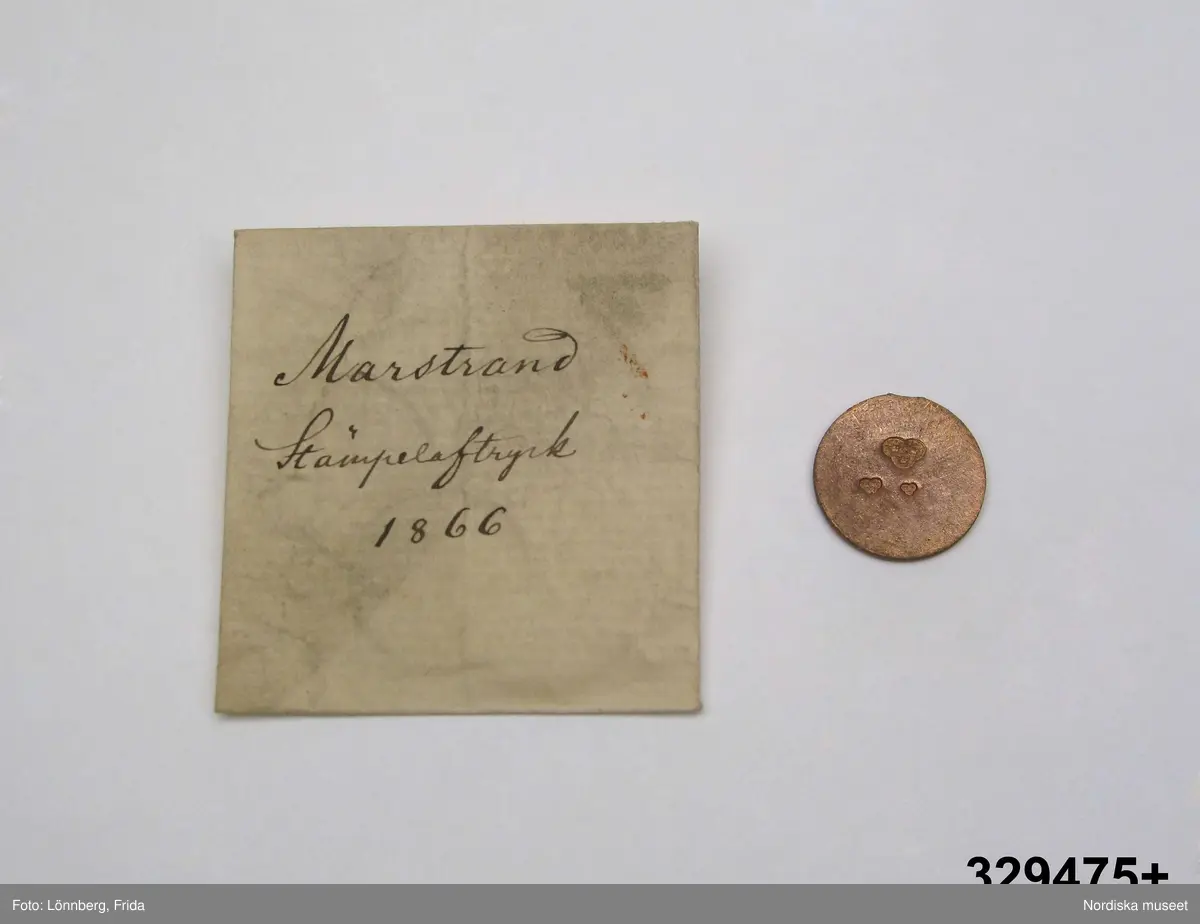 Marstrand
Stämpelaftryck
1866
329475+
Foto: Lönnberg, Frida
Nordiska museet